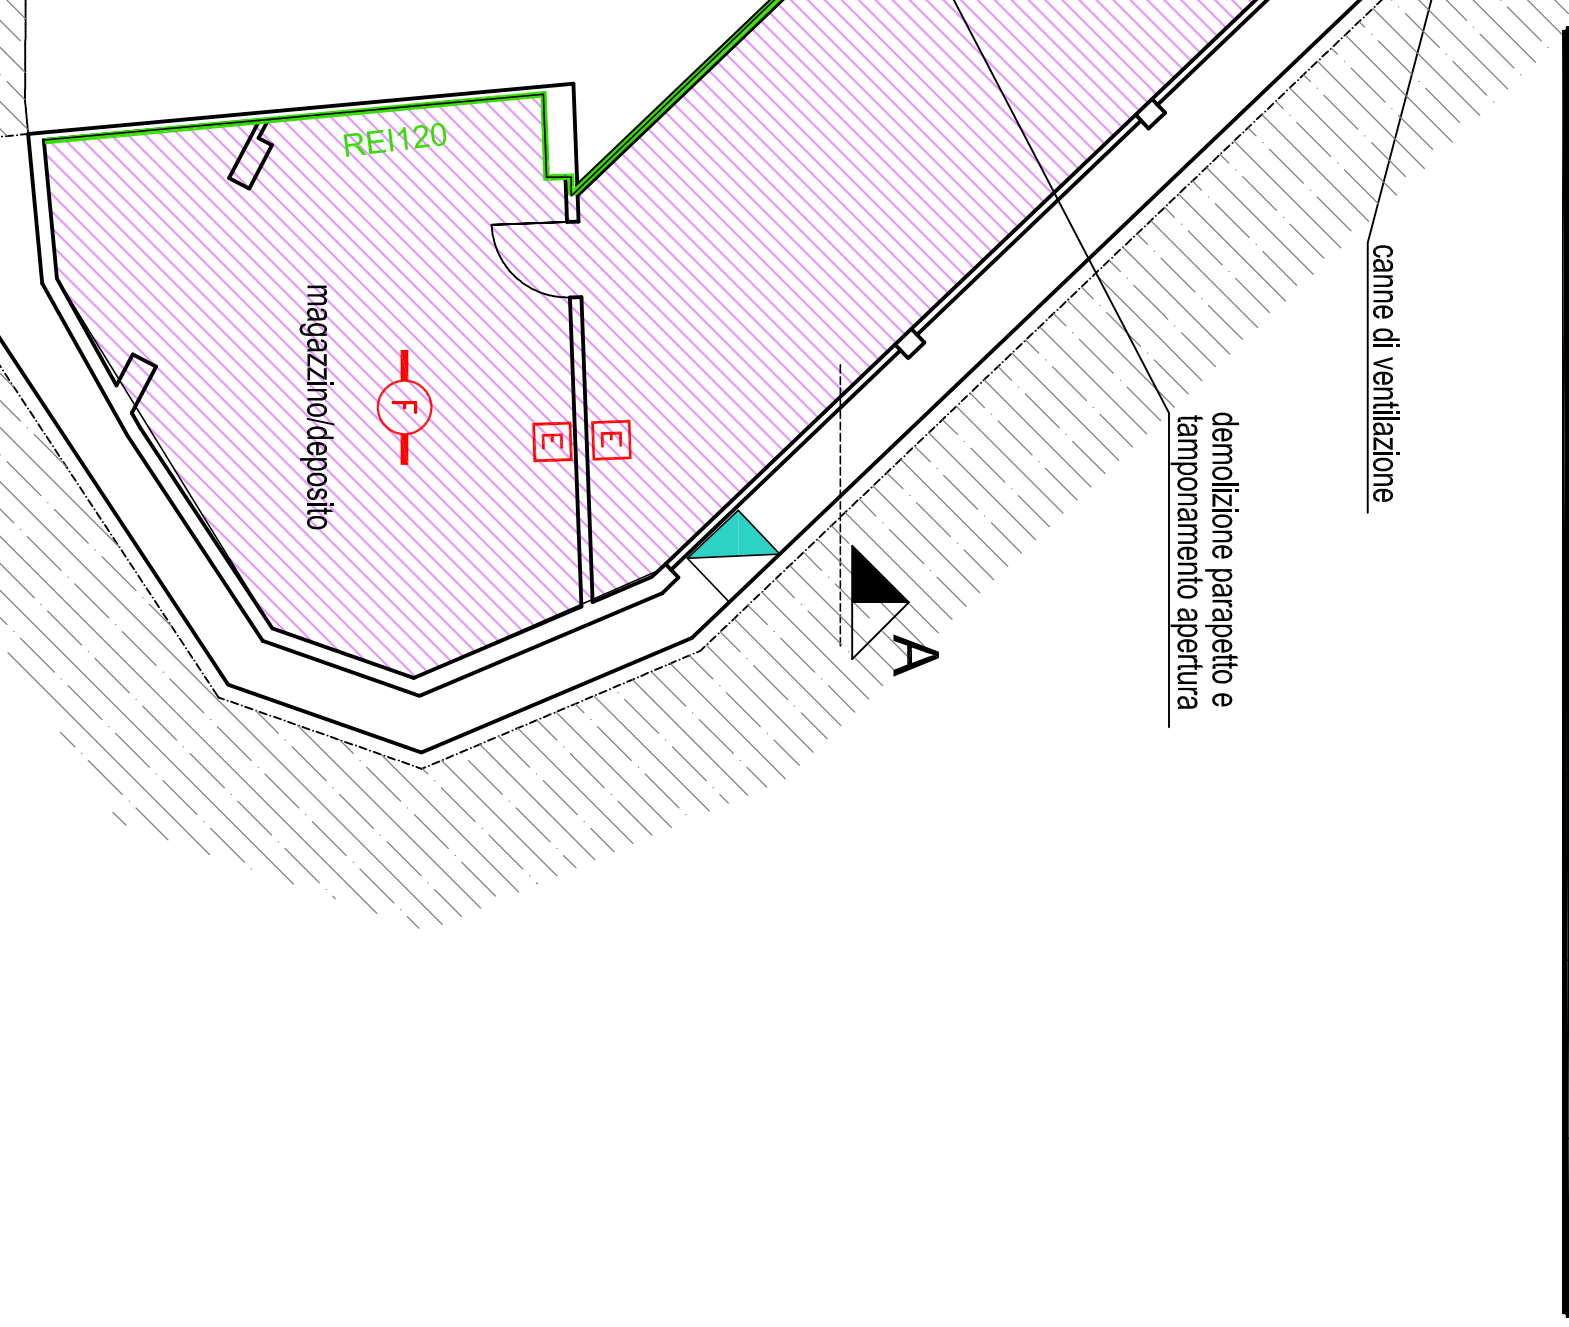 REI120
magazzino/deposito
F
E
E
canne di ventilazione
demolizione parapetto e
tamponamento apertura
A